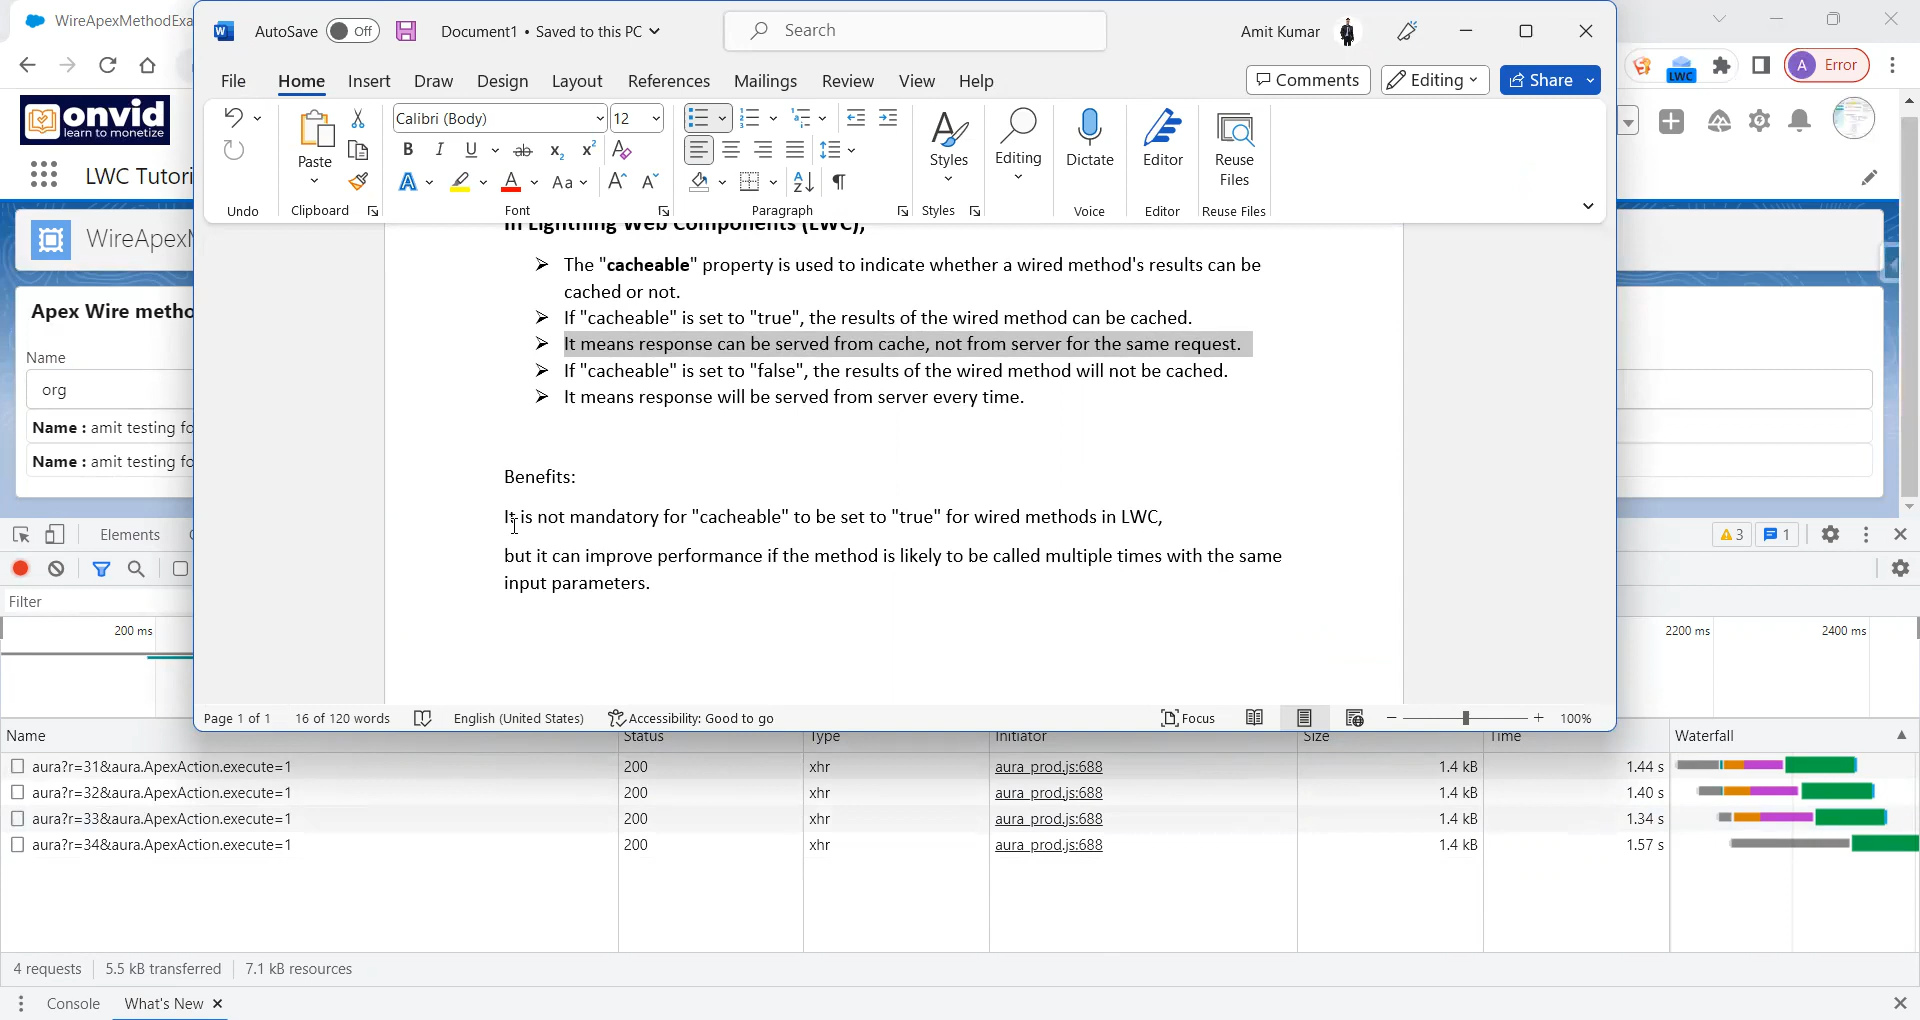 WireApexMethodExa
AutoSave Off Document1 • Saved to this PC Search Amit Kumar
A Error
File Home Insert Draw Design Layout References Mailings Review View Help Comments Editing Share
LWC
onvid
learn to monetize
Calibri (Body) 12
Paste
Styles Editing Dictate Editor Reuse
Files
LWC Tutori
Undo Clipboard Font Paragraph Styles Voice Editor Reuse Files
WireApexM
In Lightning Web Components (LWC),
➢ The "cacheable" property is used to indicate whether a wired method's results can be
cached or not.
➢ If "cacheable" is set to "true", the results of the wired method can be cached.
➢ It means response can be served from cache, not from server for the same request.
➢ If "cacheable" is set to "false", the results of the wired method will not be cached.
➢ It means response will be served from server every time.
Benefits:
It is not mandatory for "cacheable" to be set to "true" for wired methods in LWC,
but it can improve performance if the method is likely to be called multiple times with the same
input parameters.
Apex Wire metho
Name
org
Name : amit testing fo
Name : amit testing fo
Elements 3 1
Filter
200 ms 2200 ms 2400 ms
Page 1 of 1 16 of 120 words English (United States) Accessibility: Good to go Focus 100%
Name Status Type Initiator Size Time Waterfall
aura?r=31&aura.ApexAction.execute=1 200 xhr aura_prod.js:688 1.4 kB 1.44 s
aura?r=32&aura.ApexAction.execute=1 200 xhr aura_prod.js:688 1.4 kB 1.40 s
aura?r=33&aura.ApexAction.execute=1 200 xhr aura_prod.js:688 1.4 kB 1.34 s
aura?r=34&aura.ApexAction.execute=1 200 xhr aura_prod.js:688 1.4 kB 1.57 s
4 requests 5.5 kB transferred 7.1 kB resources
Console What's New